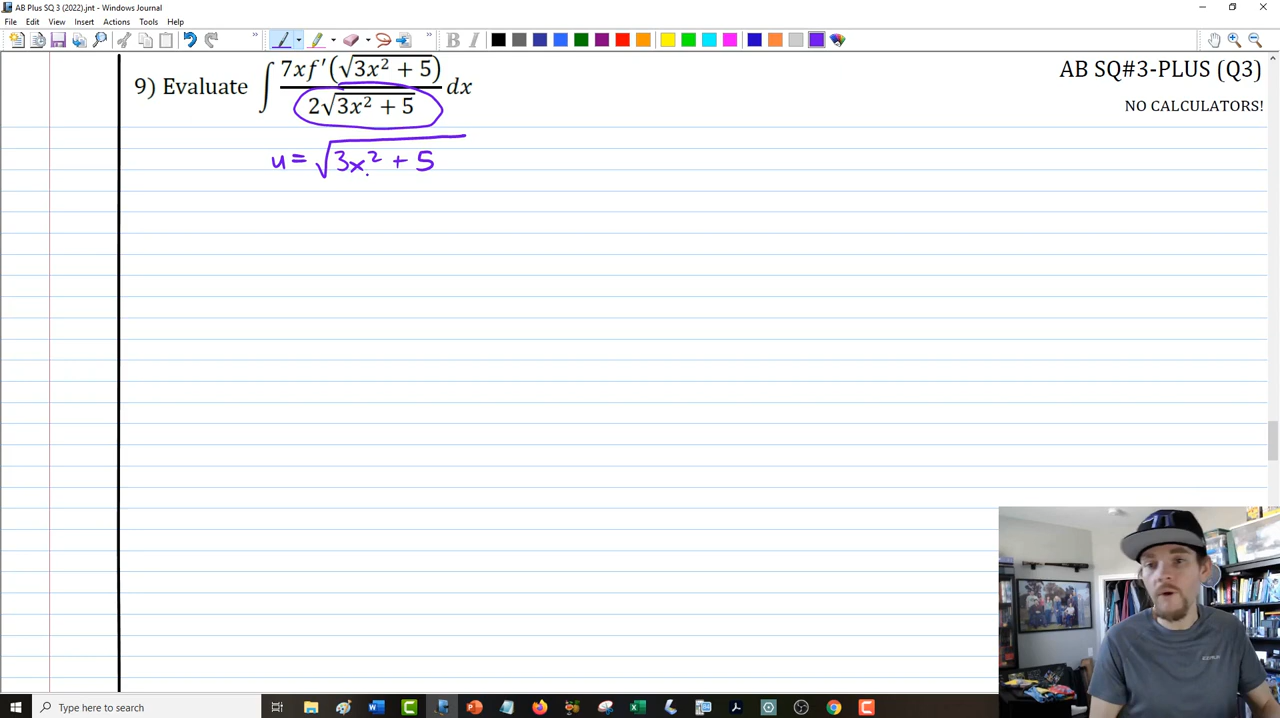 AB Plus SQ 3 (2022).jnt - Windows Journal
File Edit View Insert Actions Tools Help
9) Evaluate ∫ 7xf′(√3x² + 5) / 2√3x² + 5 dx
AB SQ#3-PLUS (Q3)
NO CALCULATORS!
u = √3x² + 5
Type here to search